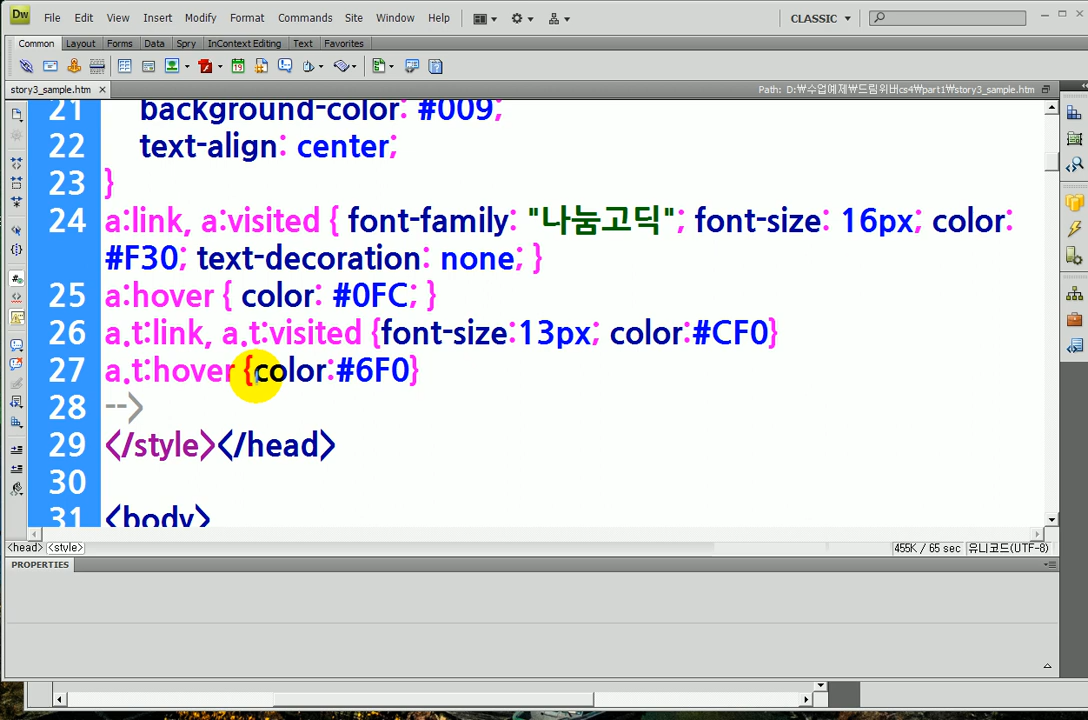 Dw File Edit View Insert Modify Format Commands Site Window Help CLASSIC
Common Layout Forms Data Spry InContext Editing Text Favorites
story3_sample.htm Path: D:₩수업예제₩드림위버cs4₩part1₩story3_sample.htm
21 background-color: #009;
22 text-align: center;
23 }
24 a:link, a:visited { font-family: "나눔고딕"; font-size: 16px; color:
#F30; text-decoration: none; }
25 a:hover { color: #0FC; }
26 a.t:link, a.t:visited {font-size:13px; color:#CF0}
27 a.t:hover {color:#6F0}
28 -->
29 </style></head>
30
31 <body>
<head> <style> 455K / 65 sec 유니코드(UTF-8)
PROPERTIES